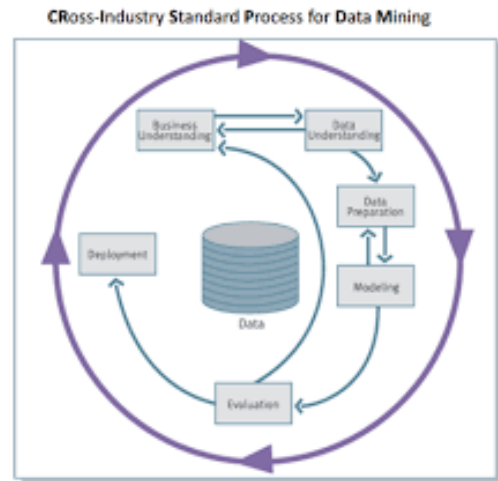 CRoss-Industry Standard Process for Data Mining
Business
Understanding
Data
Understanding
Data
Preparation
Deployment
Modeling
Data
Evaluation